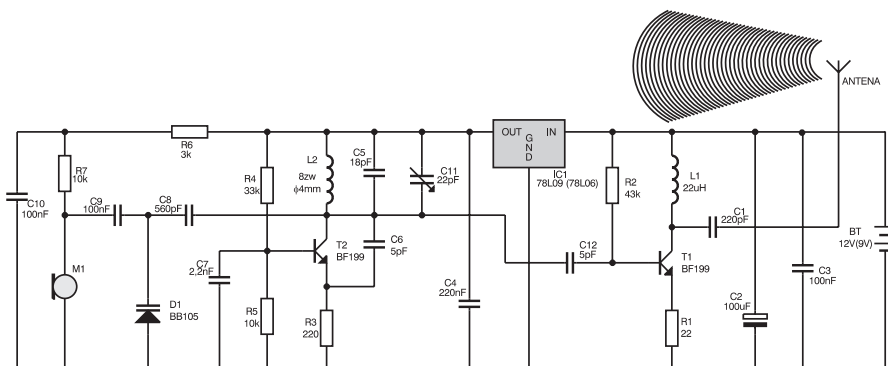 ANTENA
R6
3k
OUT
GND
IN
IC1
78L09 (78L06)
R7
10k
C10
100nF
C9
100nF
C8
560pF
R4
33k
L2
8zw
ϕ4mm
C5
18pF
C11
22pF
R2
43k
L1
22uH
C1
220pF
BT
12V(9V)
M1
D1
BB105
C7
2,2nF
R5
10k
T2
BF199
C6
5pF
R3
220
C4
220nF
C12
5pF
T1
BF199
R1
22
C2
100uF
C3
100nF